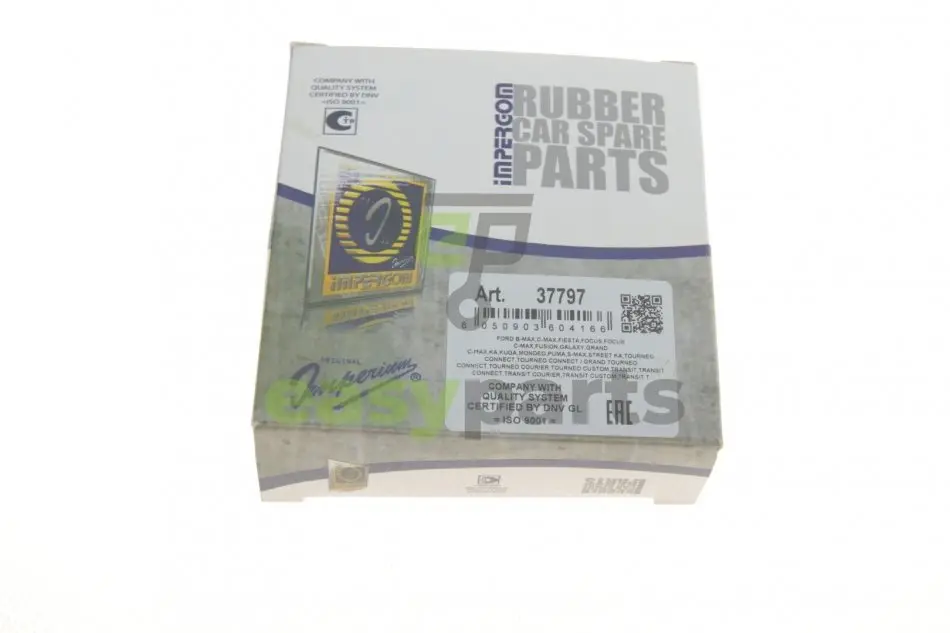 COMPANY WITH
QUALITY SYSTEM
CERTIFIED BY DNV
=ISO 9001=
iMPERGOM
RUBBER
CAR SPARE
PARTS
iMPERGOM
Art. 37797
8050903604166
FORD B-MAX,C-MAX,FIESTA,FOCUS,FOCUS
C-MAX,FUSION,GALAXY,GRAND
C-MAX,KA,KUGA,MONDEO,PUMA,S-MAX,STREET KA,TOURNEO
CONNECT,TOURNEO CONNECT / GRAND TOURNEO
CONNECT,TOURNEO COURIER,TOURNEO CUSTOM,TRANSIT,TRANSIT
CONNECT,TRANSIT COURIER,TRANSIT CUSTOM,TRANSIT T
ORIGINAL
Imperium®
easyparts
COMPANY WITH
QUALITY SYSTEM
CERTIFIED BY DNV GL
= ISO 9001 =
EAC
PARTS